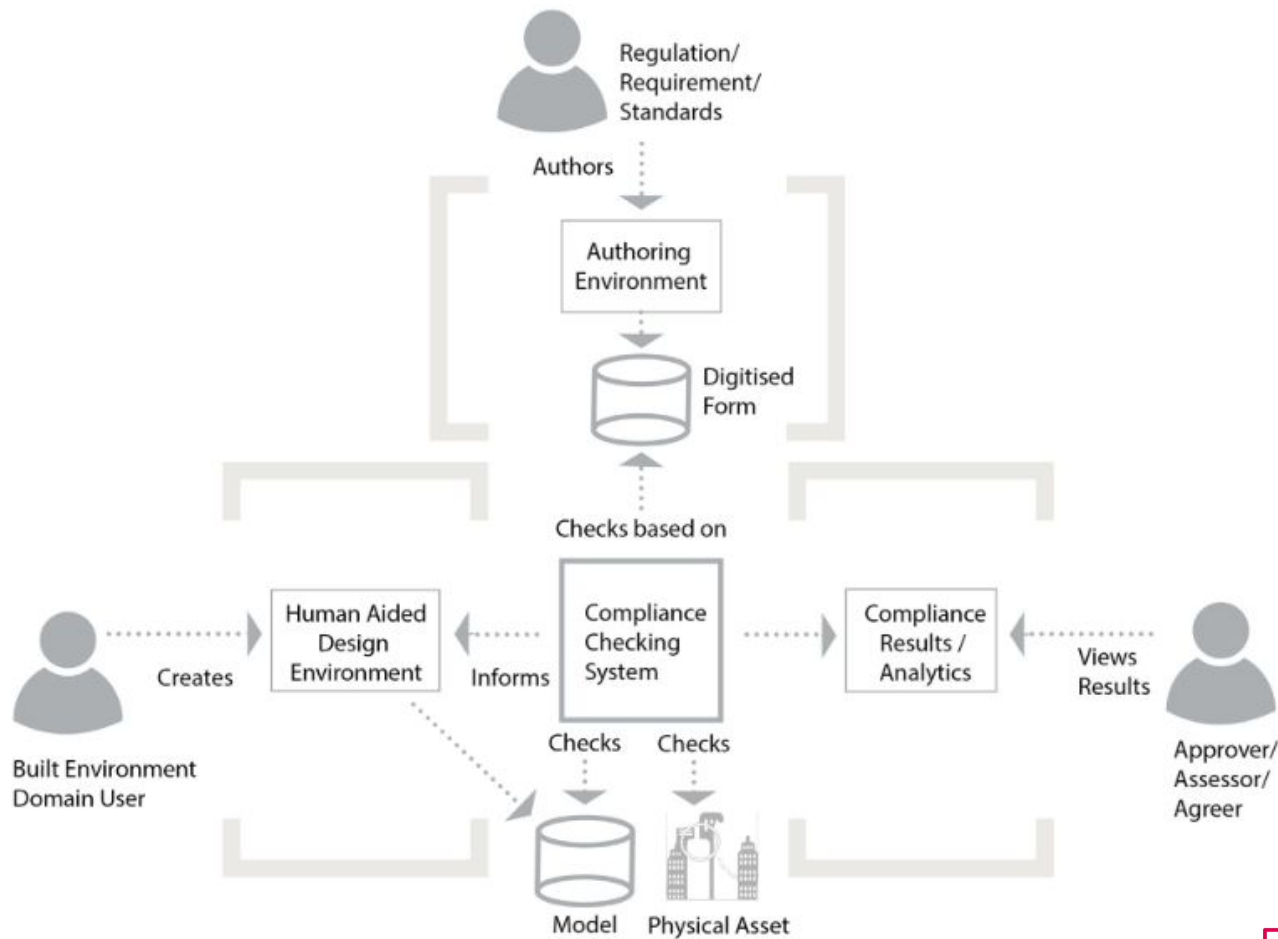 Regulation/
Requirement/
Standards
Authors
Authoring
Environment
Digitised
Form
Checks based on
Human Aided
Design
Environment
Compliance
Checking
System
Compliance
Results /
Analytics
Creates
Informs
Views
Results
Checks
Checks
Built Environment
Domain User
Approver/
Assessor/
Agreer
Model
Physical Asset